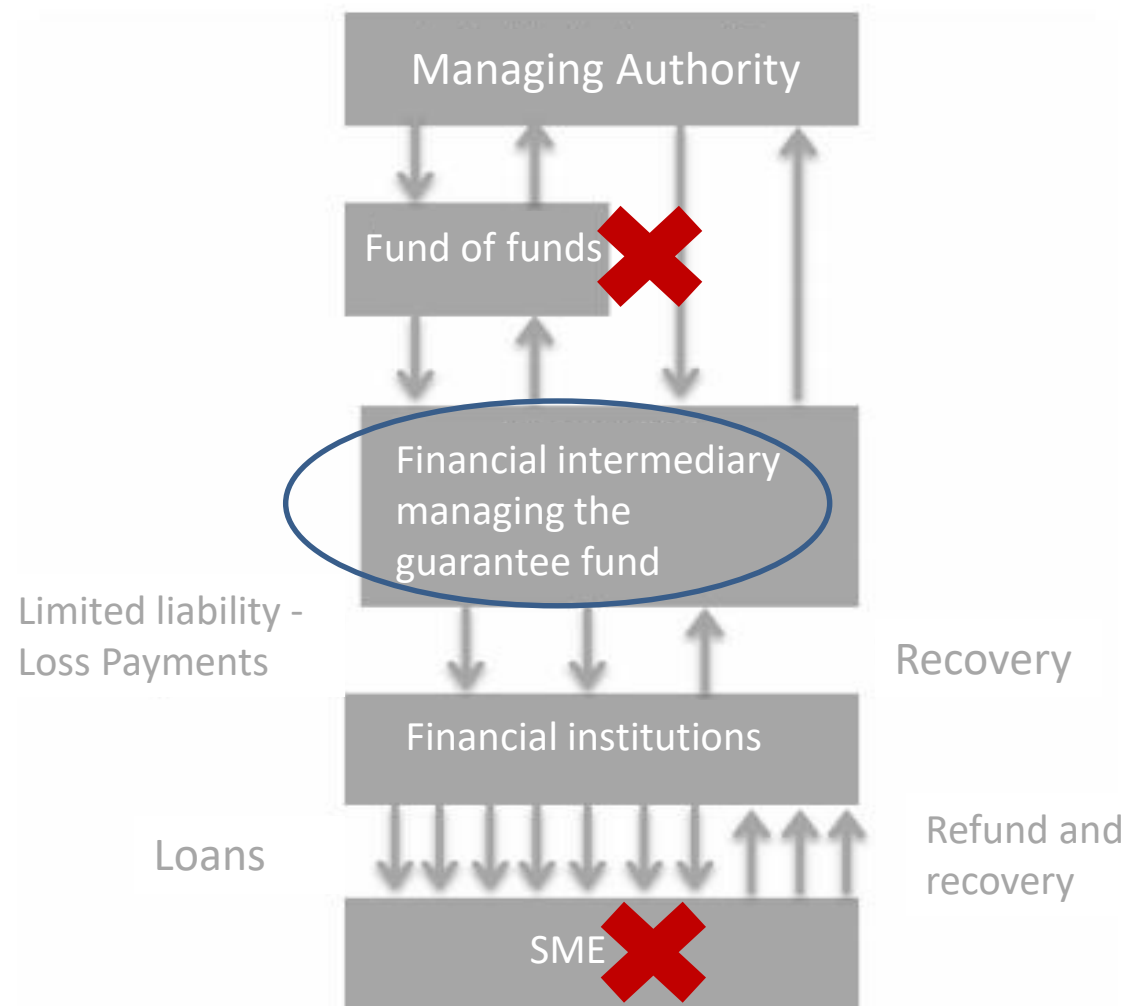 Managing Authority
Fund of funds
Financial intermediary
managing the
guarantee fund
Limited liability -
Loss Payments
Recovery
Financial institutions
Loans
Refund and
recovery
SME